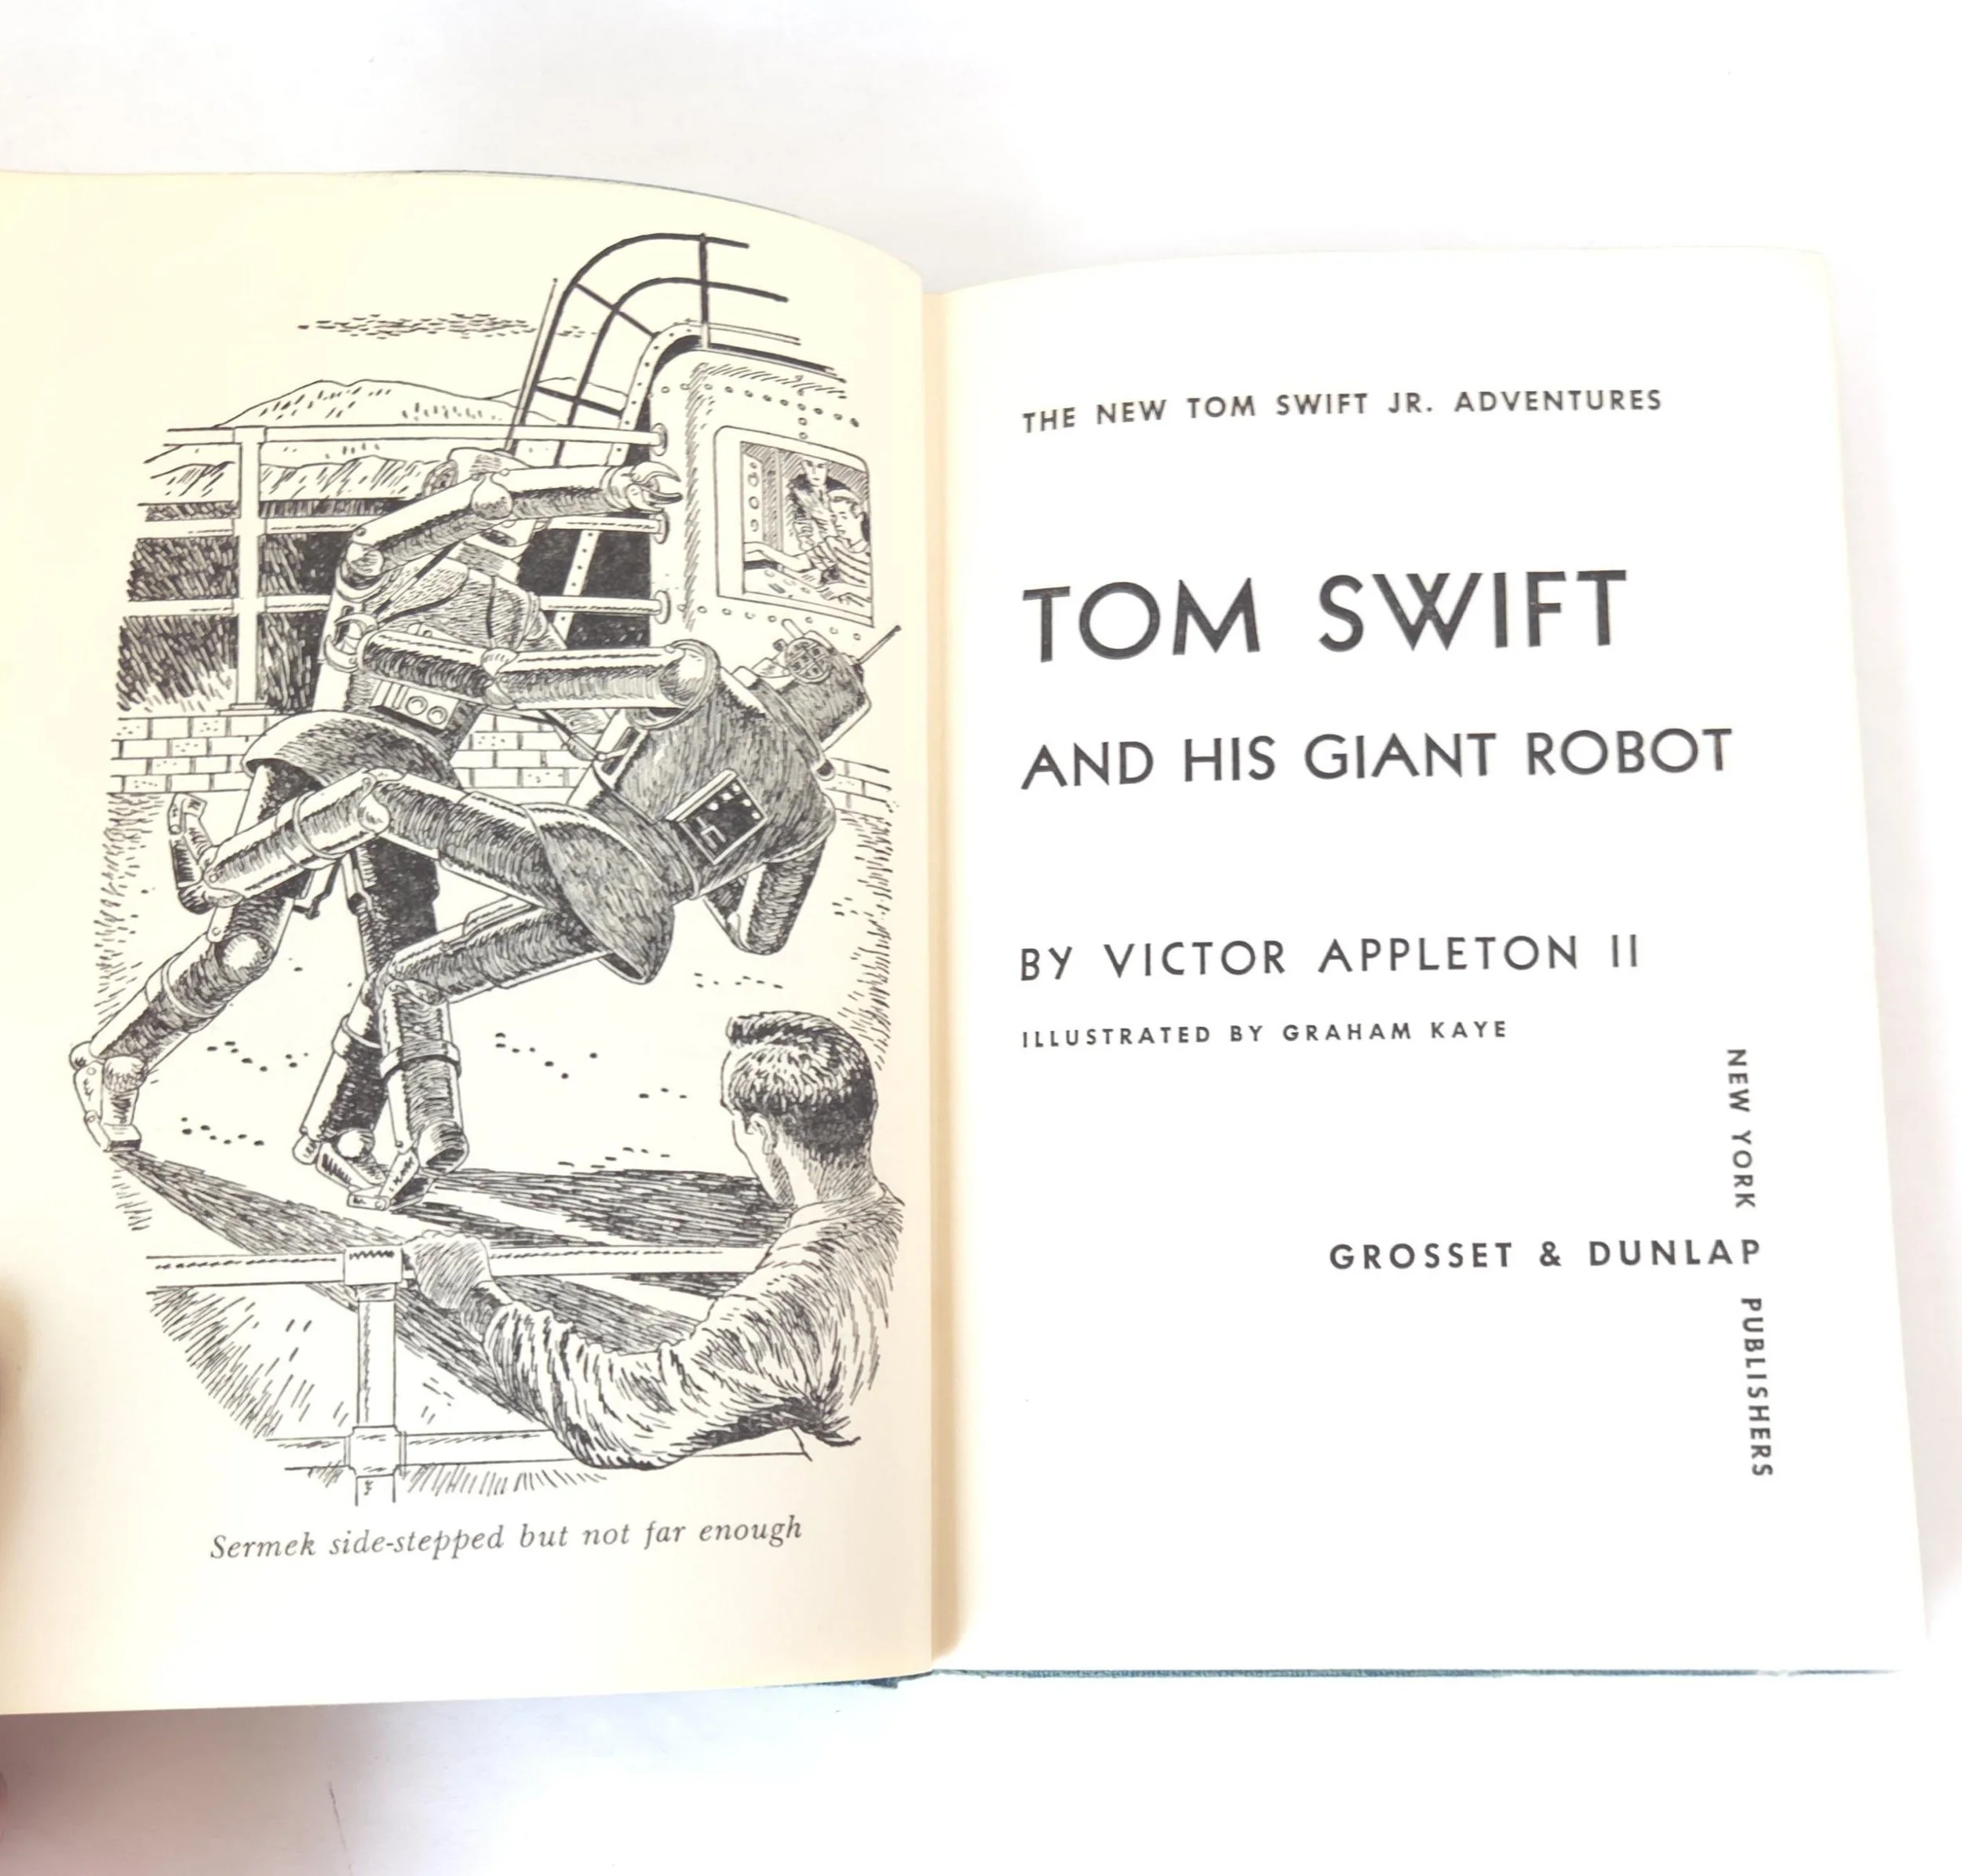 Sermek side-stepped but not far enough
THE NEW TOM SWIFT JR. ADVENTURES
TOM SWIFT
AND HIS GIANT ROBOT
BY VICTOR APPLETON II
ILLUSTRATED BY GRAHAM KAYE
NEW YORK
GROSSET & DUNLAP
PUBLISHERS